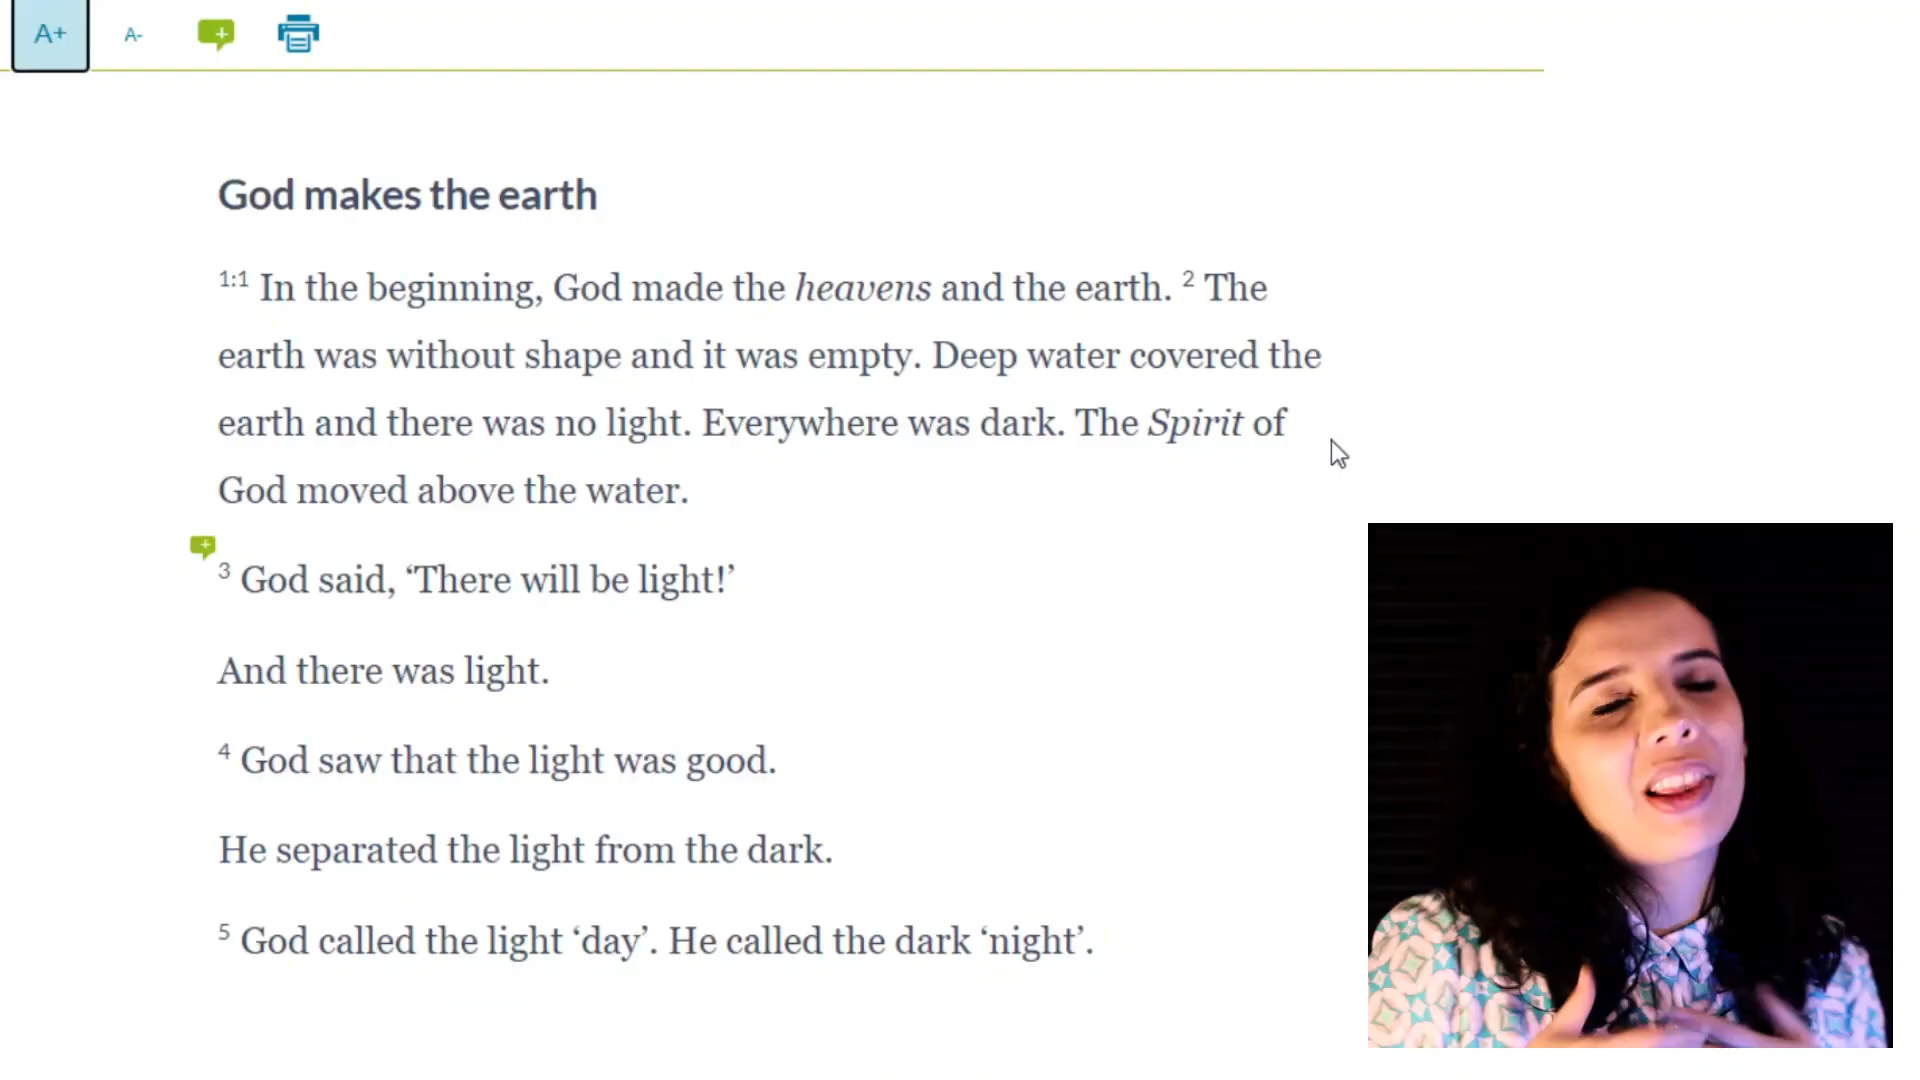 A+ A-
God makes the earth
1:1 In the beginning, God made the heavens and the earth. 2 The
earth was without shape and it was empty. Deep water covered the
earth and there was no light. Everywhere was dark. The Spirit of
God moved above the water.
3 God said, ‘There will be light!’
And there was light.
4 God saw that the light was good.
He separated the light from the dark.
5 God called the light ‘day’. He called the dark ‘night’.